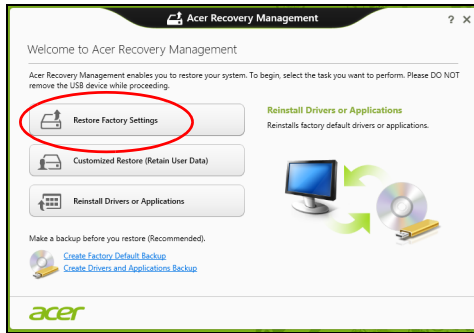 Acer Recovery Management
? ×
Welcome to Acer Recovery Management
Acer Recovery Management enables you to restore your system. To begin, select the task you want to perform. Please DO NOT
remove the USB device while proceeding.
Restore Factory Settings
Customized Restore (Retain User Data)
Reinstall Drivers or Applications
Reinstall Drivers or Applications
Reinstalls factory default drivers or applications.
Make a backup before you restore (Recommended).
Create Factory Default Backup
Create Drivers and Applications Backup
acer